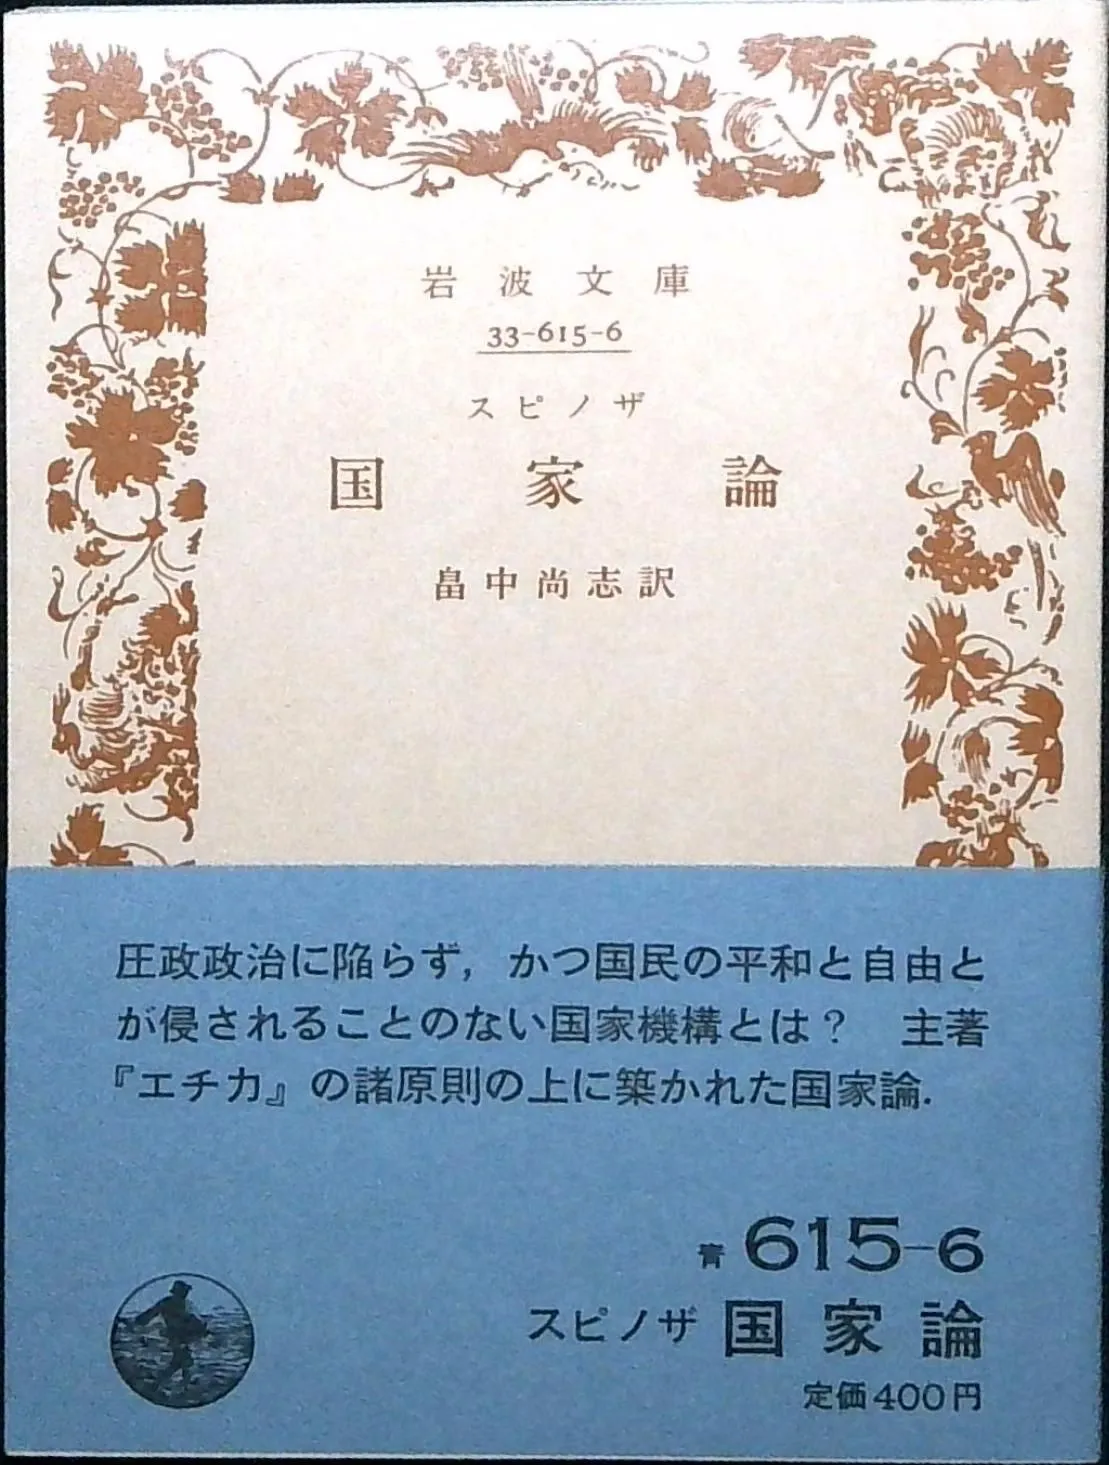 岩波文庫
33-615-6
スピノザ
国家論
畠中尚志訳
圧政政治に陥らず，かつ国民の平和と自由と
が侵されることのない国家機構とは？　主著
『エチカ』の諸原則の上に築かれた国家論．
青 615-6
スピノザ 国家論
定価400円